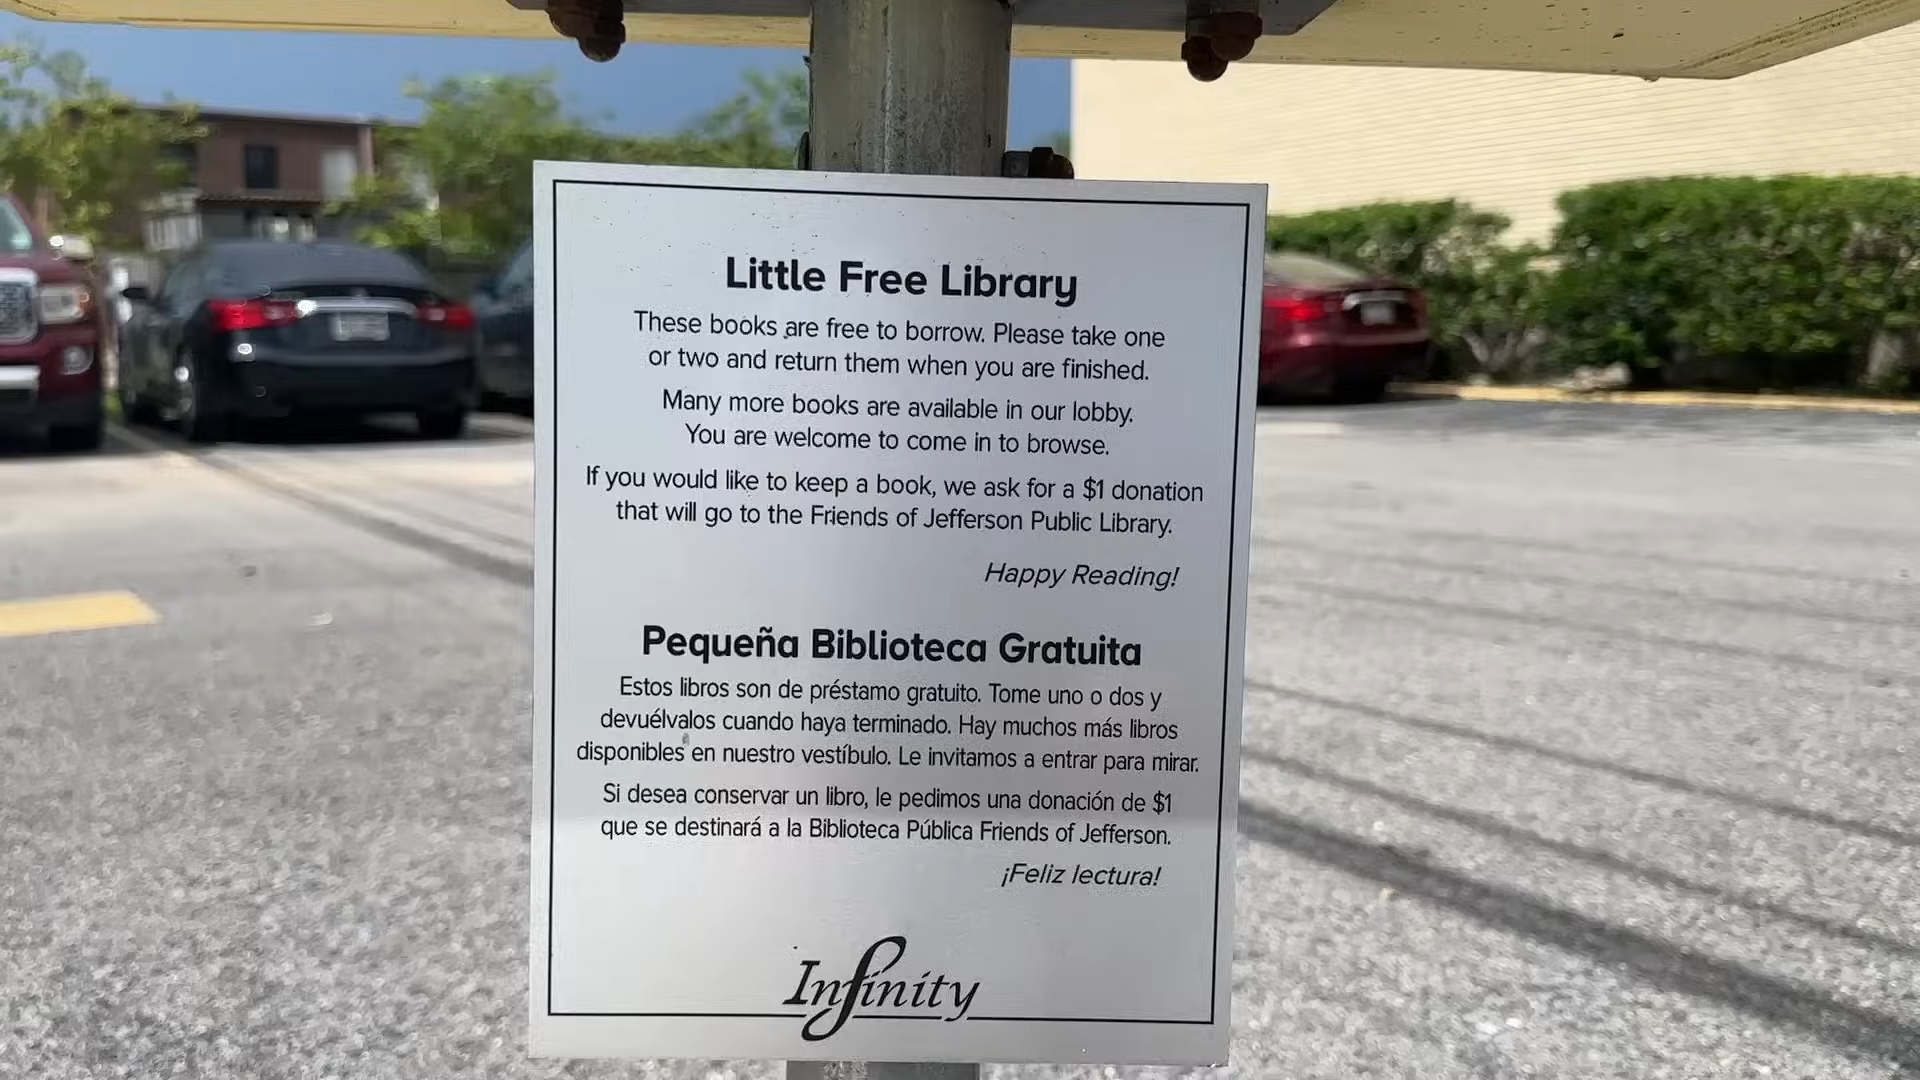 Little Free Library
These books are free to borrow. Please take one
or two and return them when you are finished.
Many more books are available in our lobby.
You are welcome to come in to browse.
If you would like to keep a book, we ask for a $1 donation
that will go to the Friends of Jefferson Public Library.
Happy Reading!
Pequeña Biblioteca Gratuita
Estos libros son de préstamo gratuito. Tome uno o dos y
devuélvalos cuando haya terminado. Hay muchos más libros
disponibles en nuestro vestíbulo. Le invitamos a entrar para mirar.
Si desea conservar un libro, le pedimos una donación de $1
que se destinará a la Biblioteca Pública Friends of Jefferson.
¡Feliz lectura!
Infinity